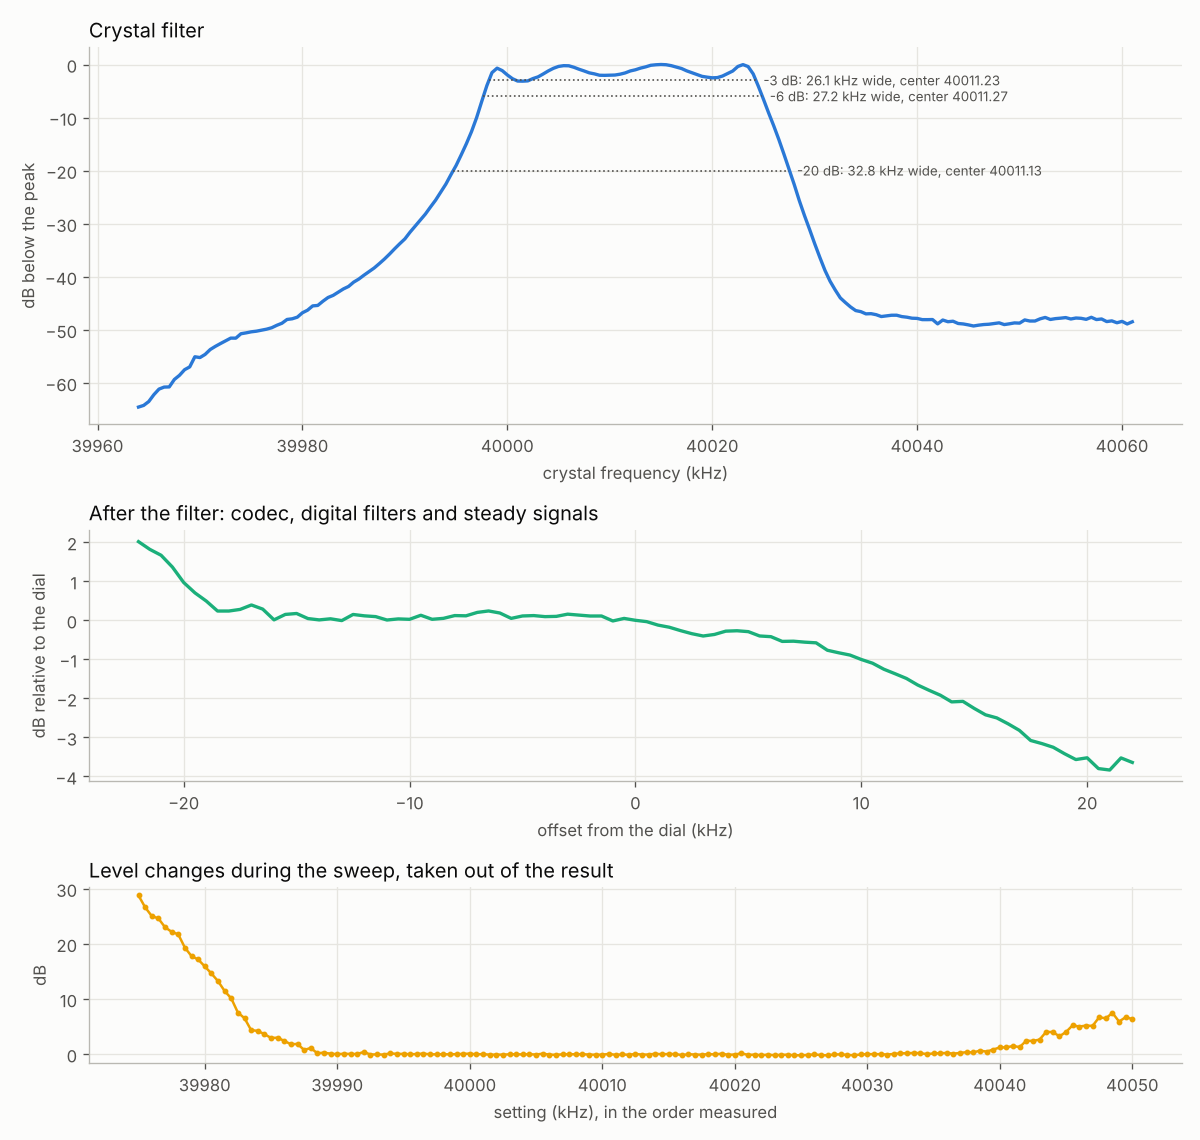 Crystal filter
0
−10
−20
−30
−40
−50
−60
dB below the peak
-3 dB: 26.1 kHz wide, center 40011.23
-6 dB: 27.2 kHz wide, center 40011.27
-20 dB: 32.8 kHz wide, center 40011.13
39960 39980 40000 40020 40040 40060
crystal frequency (kHz)
After the filter: codec, digital filters and steady signals
2
1
0
−1
−2
−3
−4
dB relative to the dial
−20 −10 0 10 20
offset from the dial (kHz)
Level changes during the sweep, taken out of the result
30
20
10
0
dB
39980 39990 40000 40010 40020 40030 40040 40050
setting (kHz), in the order measured